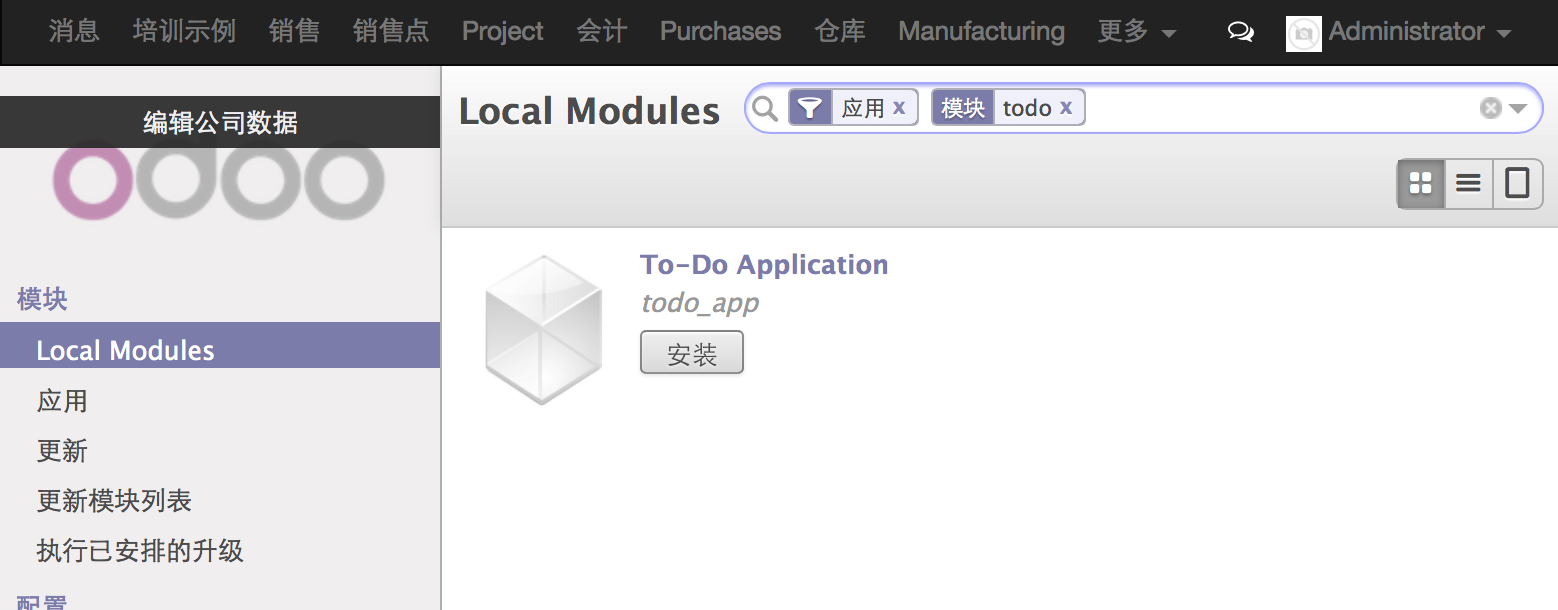 消息 培训示例 销售 销售点 Project 会计 Purchases 仓库 Manufacturing 更多 Administrator
编辑公司数据
odoo
Local Modules 应用 x 模块 todo x
模块
Local Modules
应用
更新
更新模块列表
执行已安排的升级
配置
To-Do Application
todo_app
安装